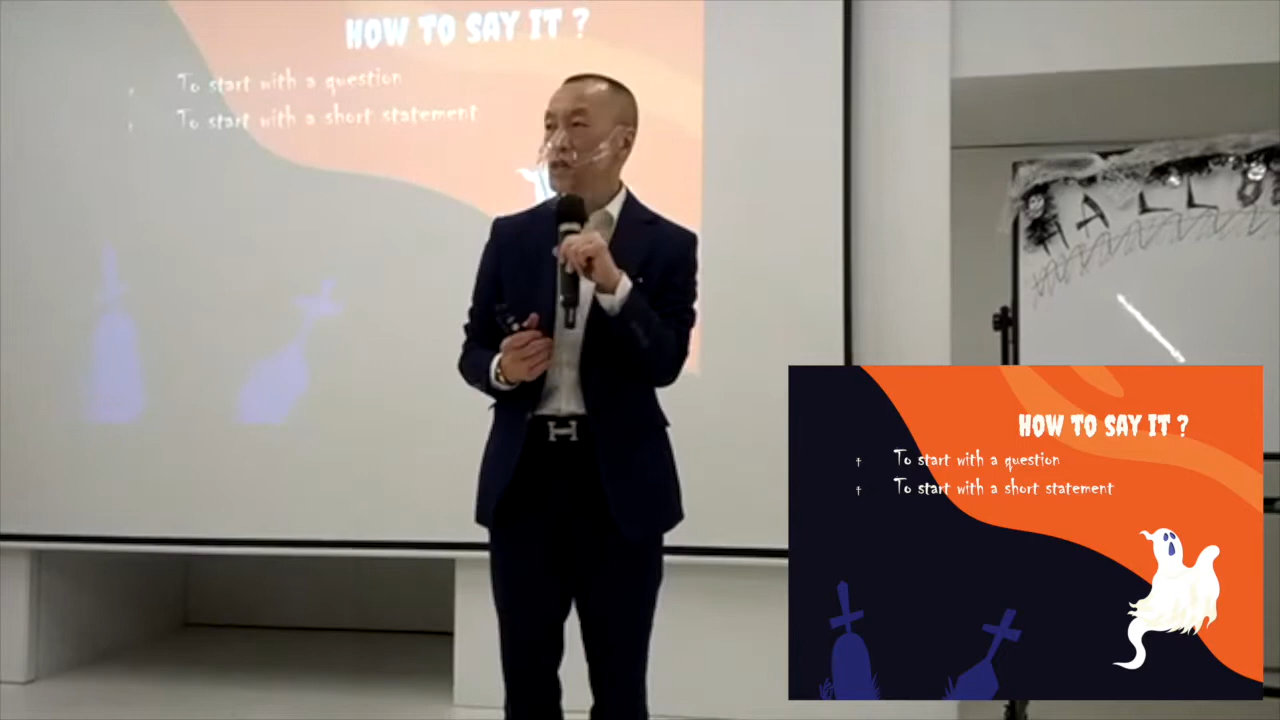 HOW TO SAY IT ?
To start with a question
To start with a short statement
HALLO
H
HOW TO SAY IT ?
† To start with a question
† To start with a short statement